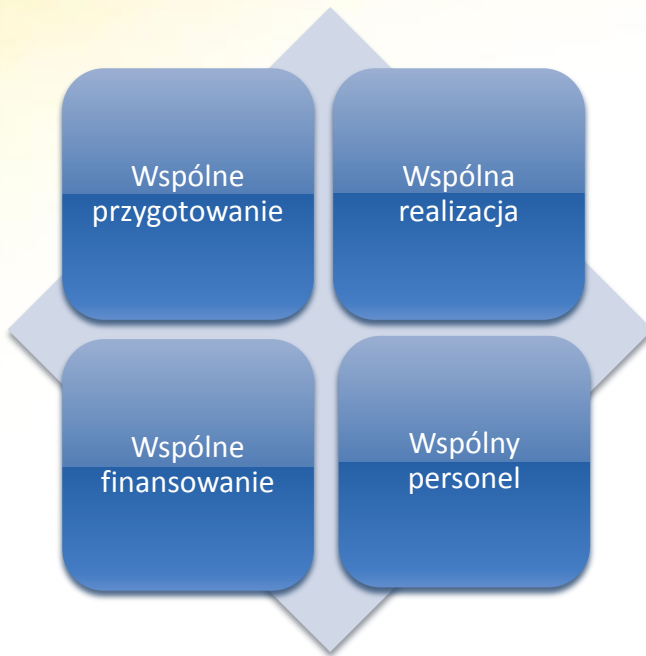 Wspólne
przygotowanie
Wspólna
realizacja
Wspólne
finansowanie
Wspólny
personel